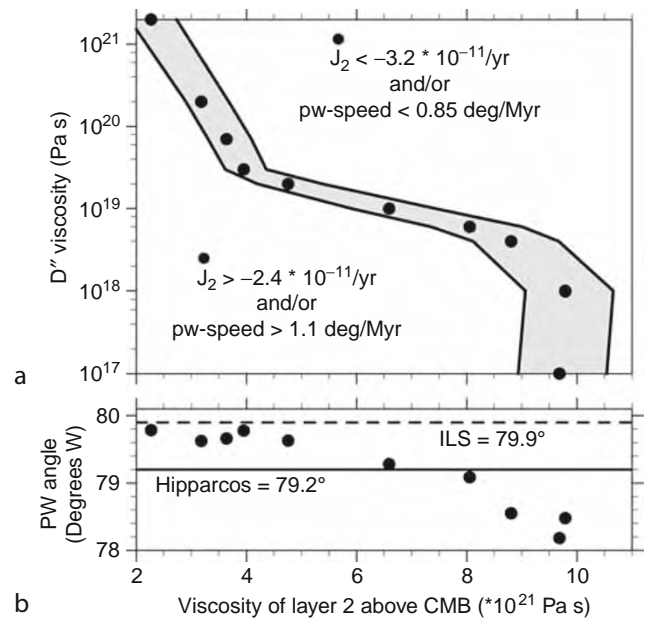 10²¹
10²⁰
10¹⁹
10¹⁸
10¹⁷
D″ viscosity (Pa s)
J₂ < −3.2 * 10⁻¹¹/yr
and/or
pw-speed < 0.85 deg/Myr
J₂ > −2.4 * 10⁻¹¹/yr
and/or
pw-speed > 1.1 deg/Myr
a
80
79
78
PW angle
(Degrees W)
ILS = 79.9°
Hipparcos = 79.2°
2
4
6
8
10
b
Viscosity of layer 2 above CMB (*10²¹ Pa s)